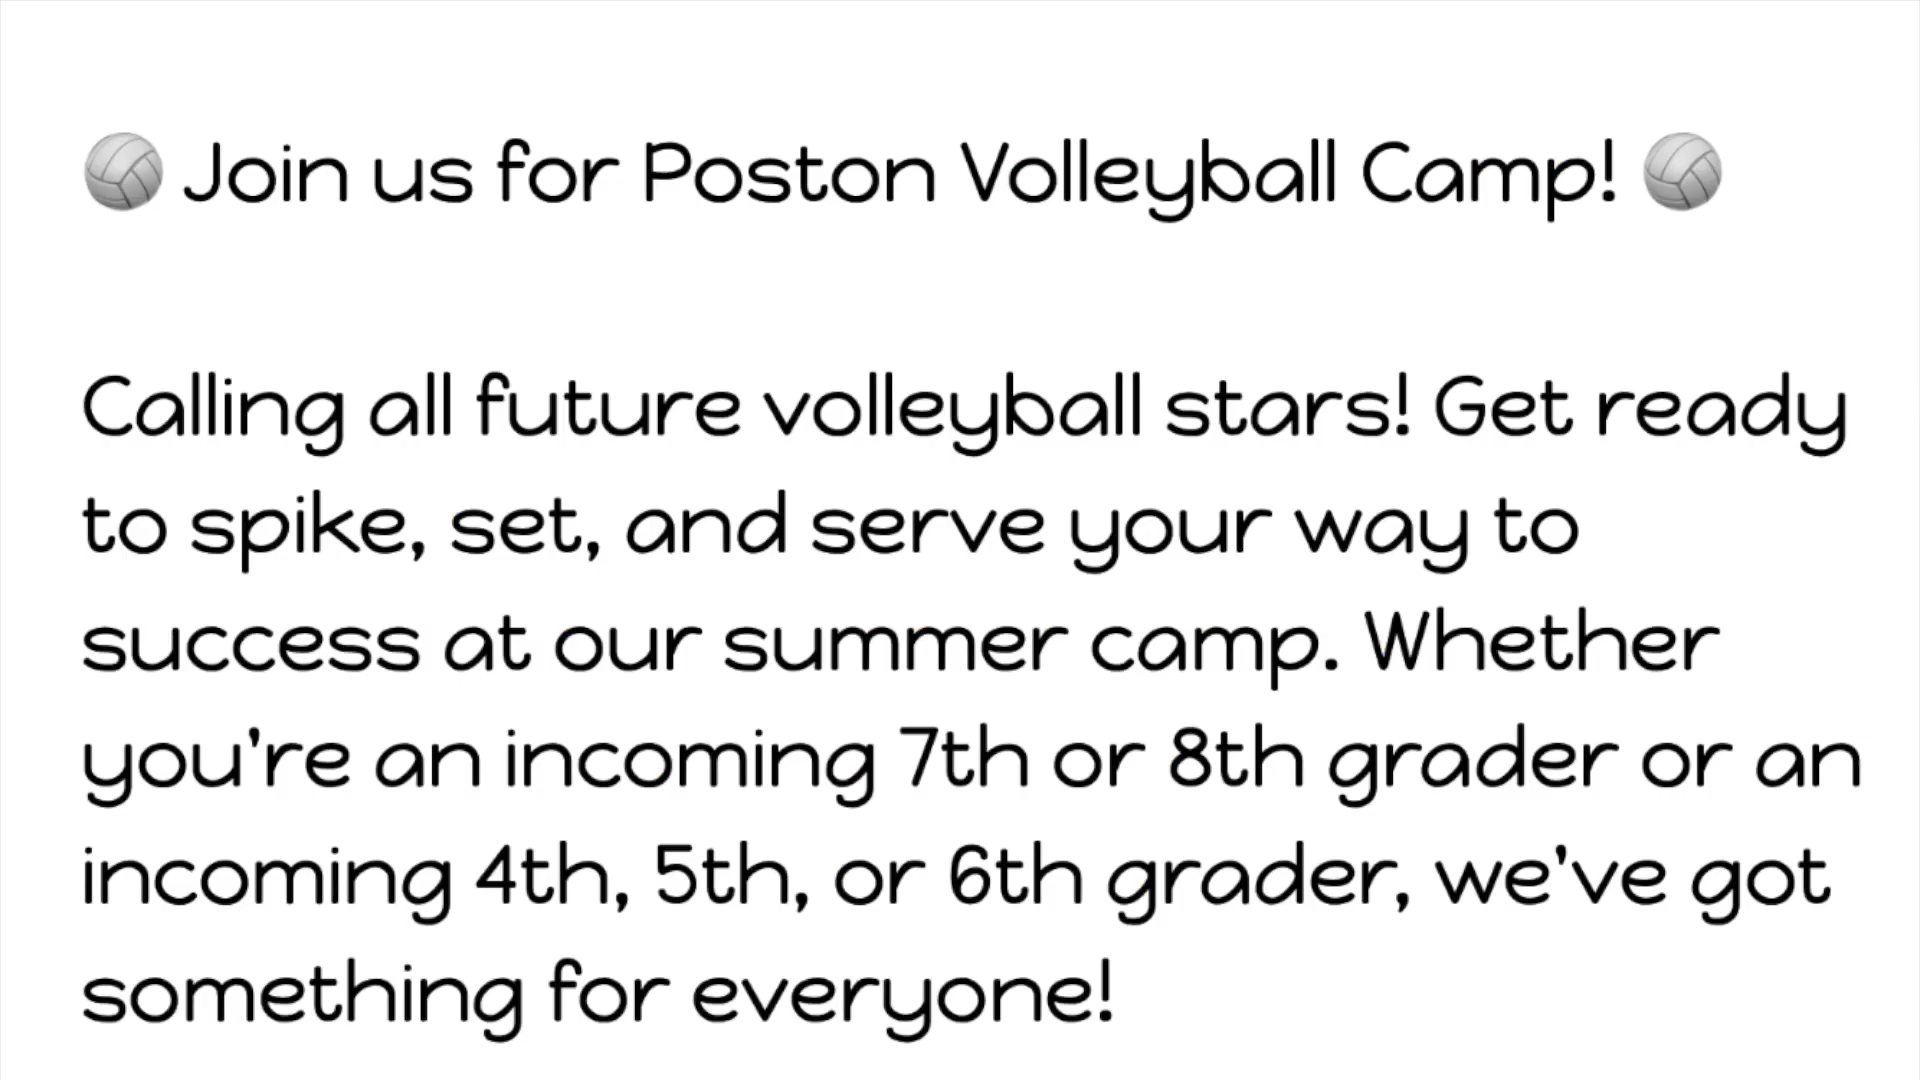 🏐 Join us for Poston Volleyball Camp! 🏐
Calling all future volleyball stars! Get ready
to spike, set, and serve your way to
success at our summer camp. Whether
you're an incoming 7th or 8th grader or an
incoming 4th, 5th, or 6th grader, we've got
something for everyone!